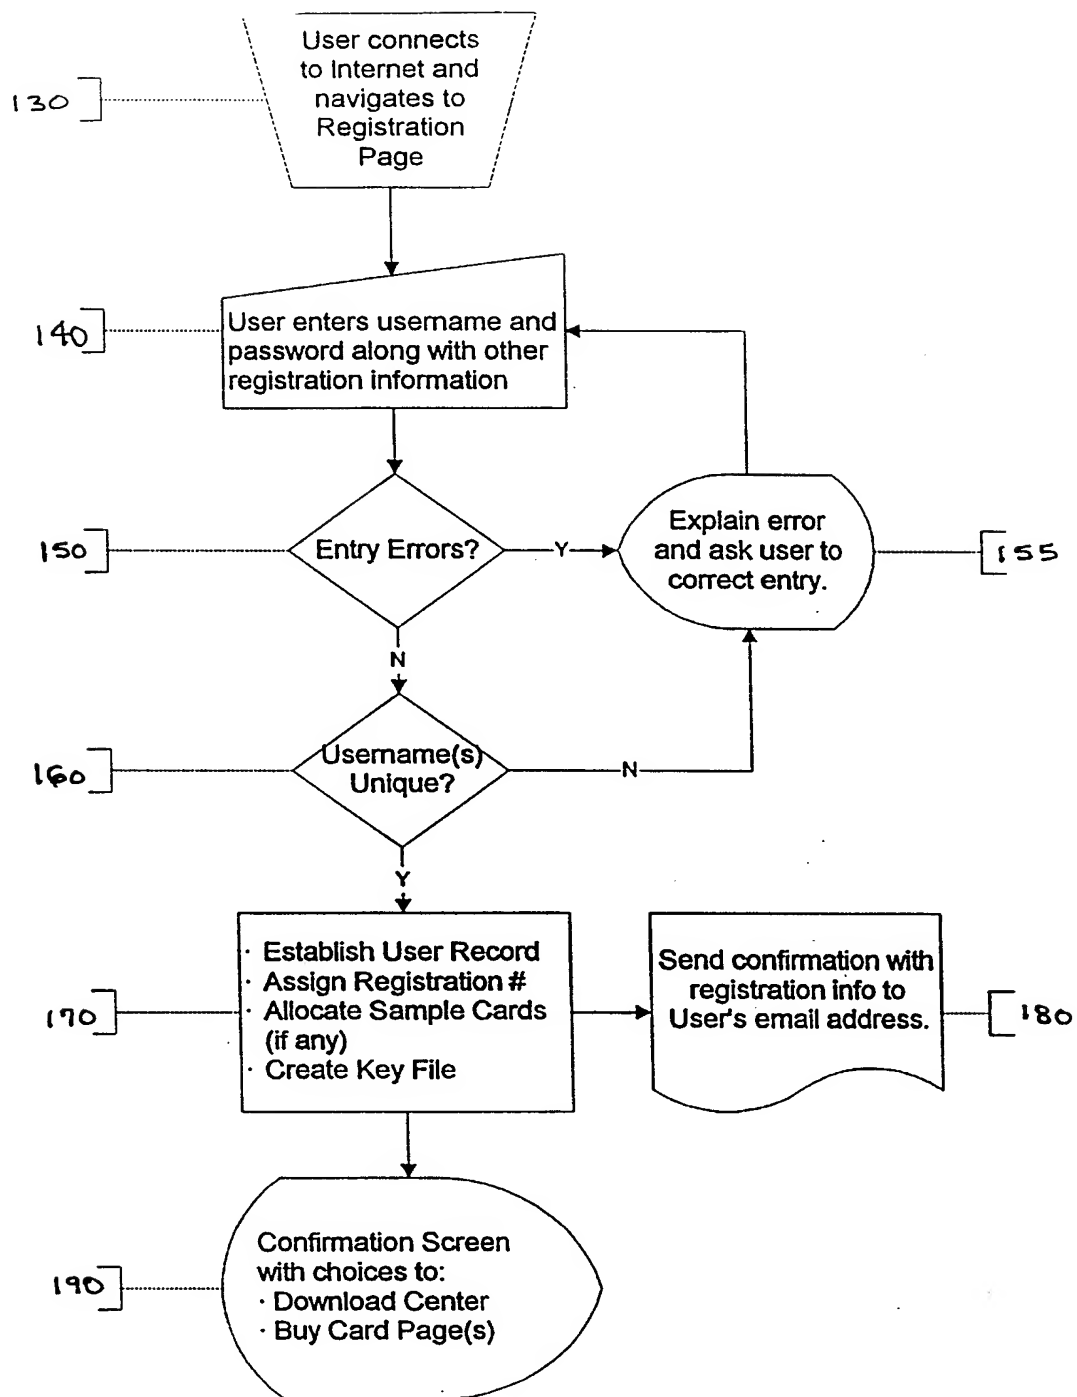 User connects
to Internet and
navigates to
Registration
Page
130
140
User enters username and
password along with other
registration information
150
Entry Errors?
Y
Explain error
and ask user to
correct entry.
155
N
160
Username(s)
Unique?
N
Y
170
· Establish User Record
· Assign Registration #
· Allocate Sample Cards
(if any)
· Create Key File
Send confirmation with
registration info to
User's email address.
180
190
Confirmation Screen
with choices to:
· Download Center
· Buy Card Page(s)